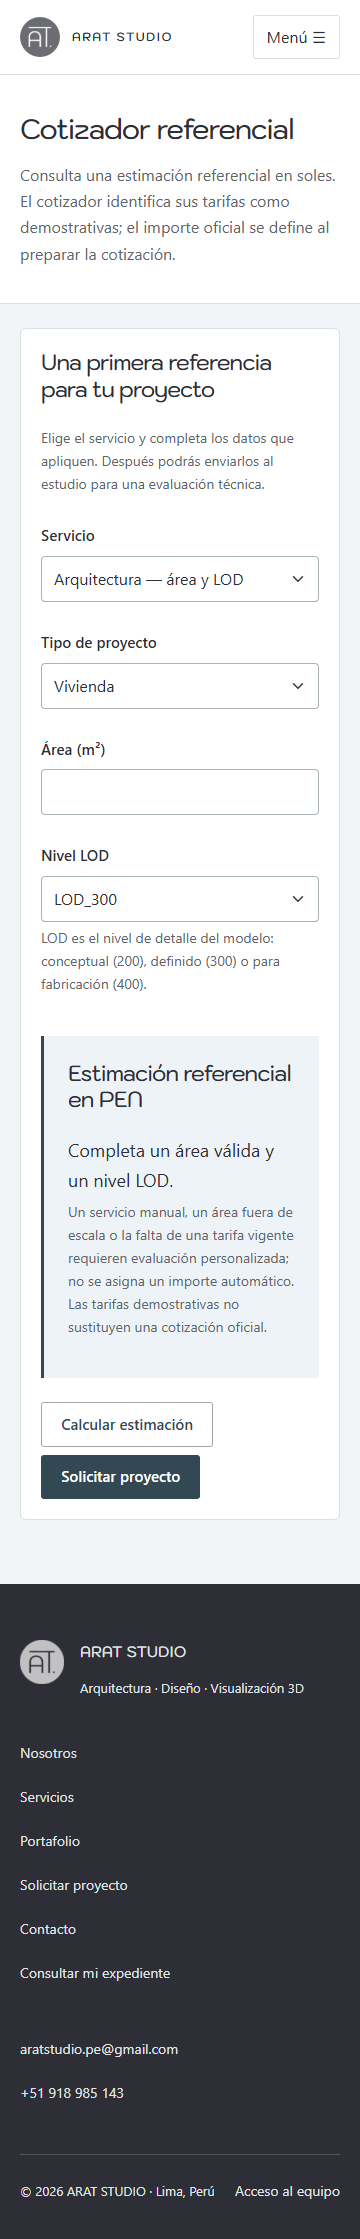 AT.
ARAT STUDIO
Menú ☰
Cotizador referencial
Consulta una estimación referencial en soles.
El cotizador identifica sus tarifas como
demostrativas; el importe oficial se define al
preparar la cotización.
Una primera referencia
para tu proyecto
Elige el servicio y completa los datos que
apliquen. Después podrás enviarlos al
estudio para una evaluación técnica.
Servicio
Arquitectura — área y LOD
Tipo de proyecto
Vivienda
Área (m²)
Nivel LOD
LOD_300
LOD es el nivel de detalle del modelo:
conceptual (200), definido (300) o para
fabricación (400).
Estimación referencial
en PEN
Completa un área válida y
un nivel LOD.
Un servicio manual, un área fuera de
escala o la falta de una tarifa vigente
requieren evaluación personalizada;
no se asigna un importe automático.
Las tarifas demostrativas no
sustituyen una cotización oficial.
Calcular estimación
Solicitar proyecto
AT.
ARAT STUDIO
Arquitectura · Diseño · Visualización 3D
Nosotros
Servicios
Portafolio
Solicitar proyecto
Contacto
Consultar mi expediente
aratstudio.pe@gmail.com
+51 918 985 143
© 2026 ARAT STUDIO · Lima, Perú
Acceso al equipo